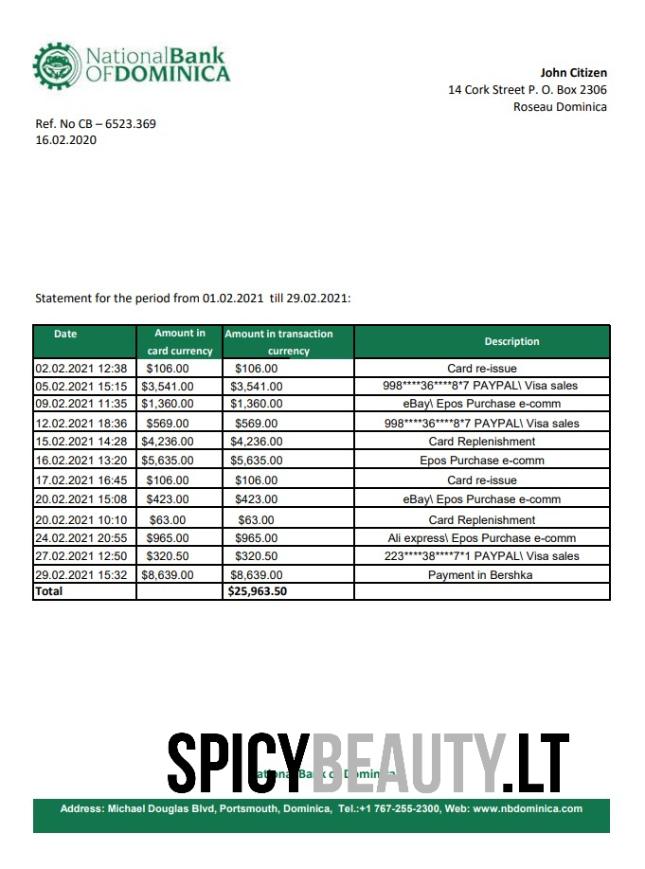 NationalBank
OFDOMINICA
John Citizen
14 Cork Street P. O. Box 2306
Roseau Dominica
Ref. No CB – 6523.369
16.02.2020
Statement for the period from 01.02.2021 till 29.02.2021:
Date Amount in card currency Amount in transaction currency Description
02.02.2021 12:38 $106.00 $106.00 Card re-issue
05.02.2021 15:15 $3,541.00 $3,541.00 998****36****8*7 PAYPAL\ Visa sales
09.02.2021 11:35 $1,360.00 $1,360.00 eBay\ Epos Purchase e-comm
12.02.2021 18:36 $569.00 $569.00 998****36****8*7 PAYPAL\ Visa sales
15.02.2021 14:28 $4,236.00 $4,236.00 Card Replenishment
16.02.2021 13:20 $5,635.00 $5,635.00 Epos Purchase e-comm
17.02.2021 16:45 $106.00 $106.00 Card re-issue
20.02.2021 15:08 $423.00 $423.00 eBay\ Epos Purchase e-comm
20.02.2021 10:10 $63.00 $63.00 Card Replenishment
24.02.2021 20:55 $965.00 $965.00 Ali express\ Epos Purchase e-comm
27.02.2021 12:50 $320.50 $320.50 223****38****7*1 PAYPAL\ Visa sales
29.02.2021 15:32 $8,639.00 $8,639.00 Payment in Bershka
Total $25,963.50
SPICYBEAUTY.LT
Address: Michael Douglas Blvd, Portsmouth, Dominica, Tel.:+1 767-255-2300, Web: www.nbdominica.com